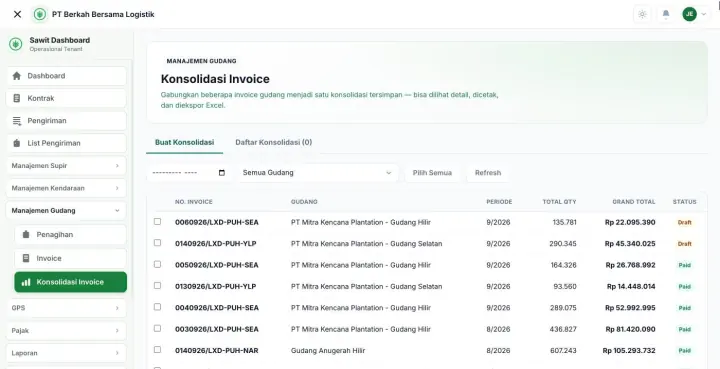 PT Berkah Bersama Logistik
JE
Sawit Dashboard
Operasional Tenant
Dashboard
Kontrak
Pengiriman
List Pengiriman
Manajemen Supir
Manajemen Kendaraan
Manajemen Gudang
Penagihan
Invoice
Konsolidasi Invoice
GPS
Pajak
Laporan
MANAJEMEN GUDANG
Konsolidasi Invoice
Gabungkan beberapa invoice gudang menjadi satu konsolidasi tersimpan — bisa dilihat detail, dicetak,
dan diekspor Excel.
Buat Konsolidasi Daftar Konsolidasi (0)
--------- ---- Semua Gudang Pilih Semua Refresh
NO. INVOICE GUDANG PERIODE TOTAL QTY GRAND TOTAL STATUS
0060926/LXD-PUH-SEA PT Mitra Kencana Plantation - Gudang Hilir 9/2026 135.781 Rp 22.095.390 Draft
0140926/LXD-PUH-YLP PT Mitra Kencana Plantation - Gudang Selatan 9/2026 290.345 Rp 45.340.025 Draft
0050926/LXD-PUH-SEA PT Mitra Kencana Plantation - Gudang Hilir 9/2026 164.326 Rp 26.768.992 Paid
0130926/LXD-PUH-YLP PT Mitra Kencana Plantation - Gudang Selatan 9/2026 93.560 Rp 14.448.014 Paid
0040926/LXD-PUH-SEA PT Mitra Kencana Plantation - Gudang Hilir 9/2026 289.075 Rp 52.992.995 Paid
0030926/LXD-PUH-SEA PT Mitra Kencana Plantation - Gudang Hilir 8/2026 436.827 Rp 81.420.090 Paid
0140926/LXD-PUH-NAR Gudang Anugerah Hilir 8/2026 607.243 Rp 105.293.732 Paid